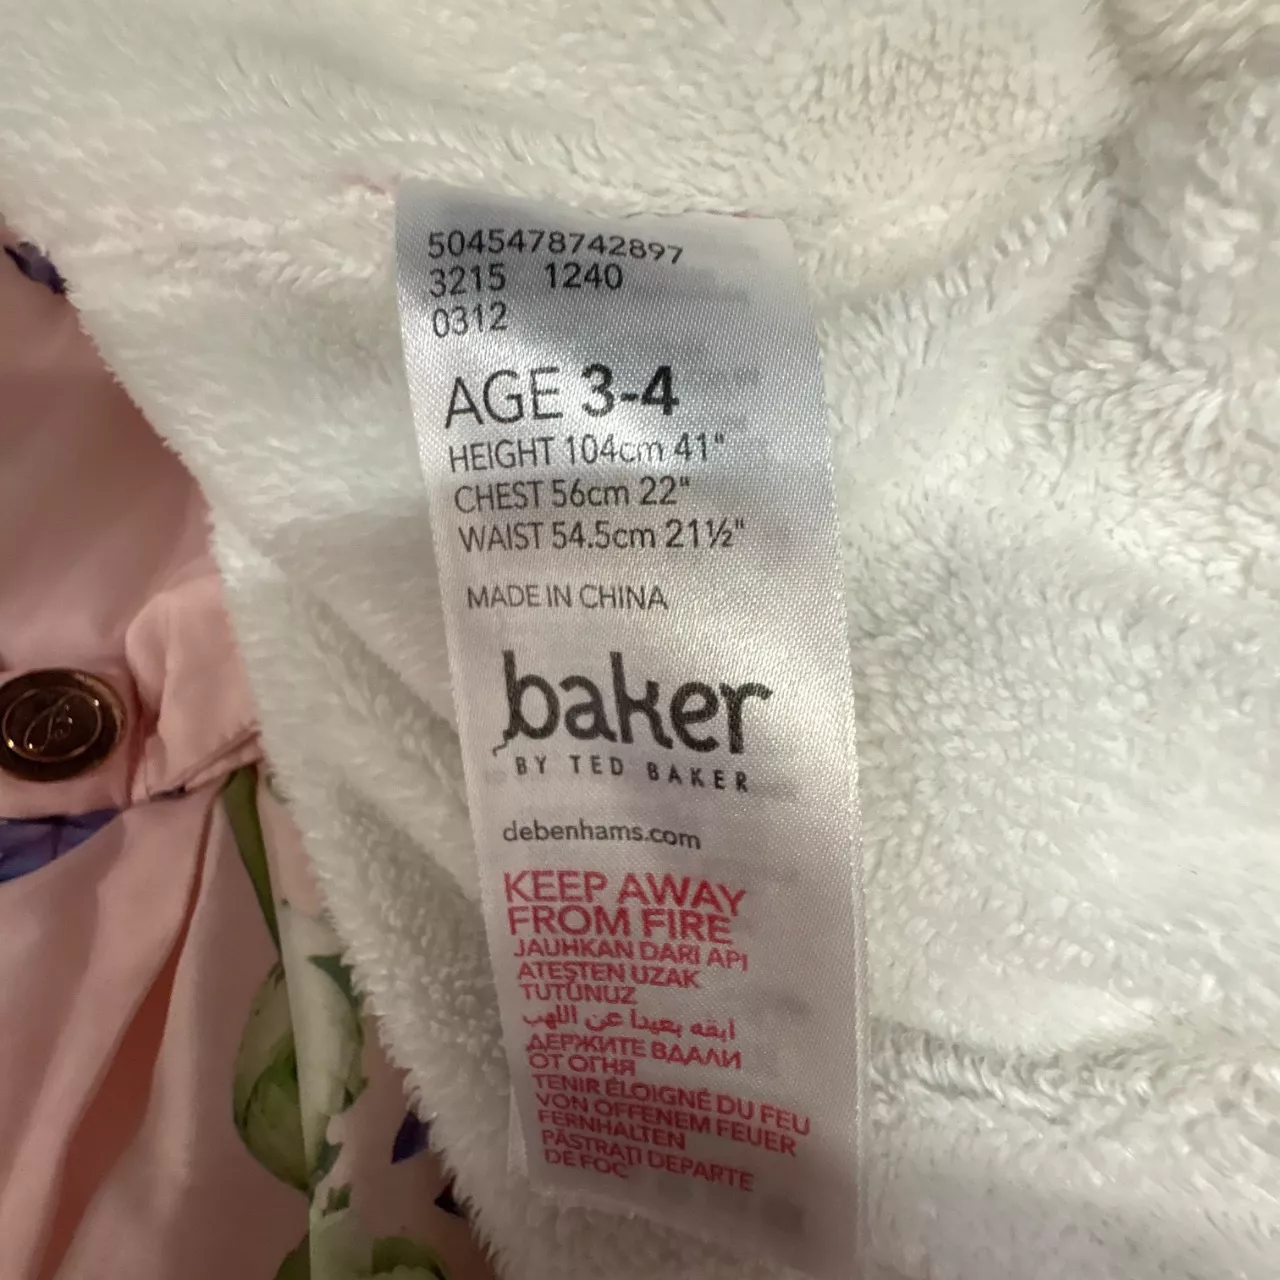 5045478742897
3215 1240
0312
AGE 3-4
HEIGHT 104cm 41"
CHEST 56cm 22"
WAIST 54.5cm 21½"
MADE IN CHINA
baker
BY TED BAKER
debenhams.com
KEEP AWAY
FROM FIRE
JAUHKAN DARI API
ATEŞTEN UZAK
TUTUNUZ
ابقه بعيدا عن اللهب
ДЕРЖИТЕ ВДАЛИ
ОТ ОГНЯ
TENIR ÉLOIGNÉ DU FEU
VON OFFENEM FEUER
FERNHALTEN
PĂSTRAŢI DEPARTE
DE FOC